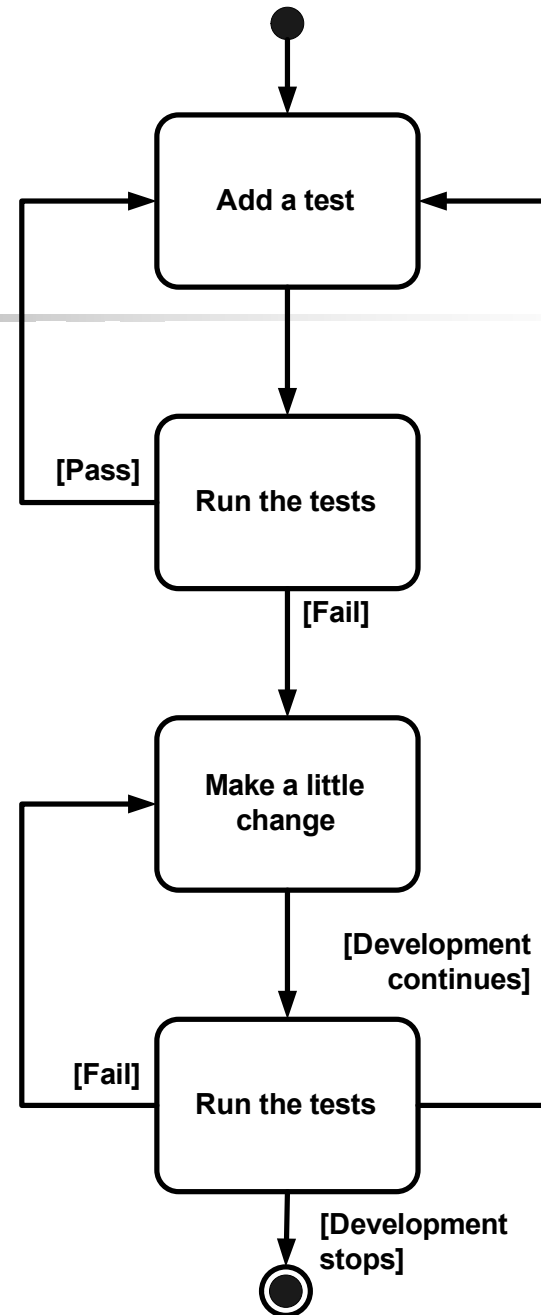 Add a test
[Pass]
Run the tests
[Fail]
Make a little
change
[Development
continues]
[Fail]
Run the tests
[Development
stops]